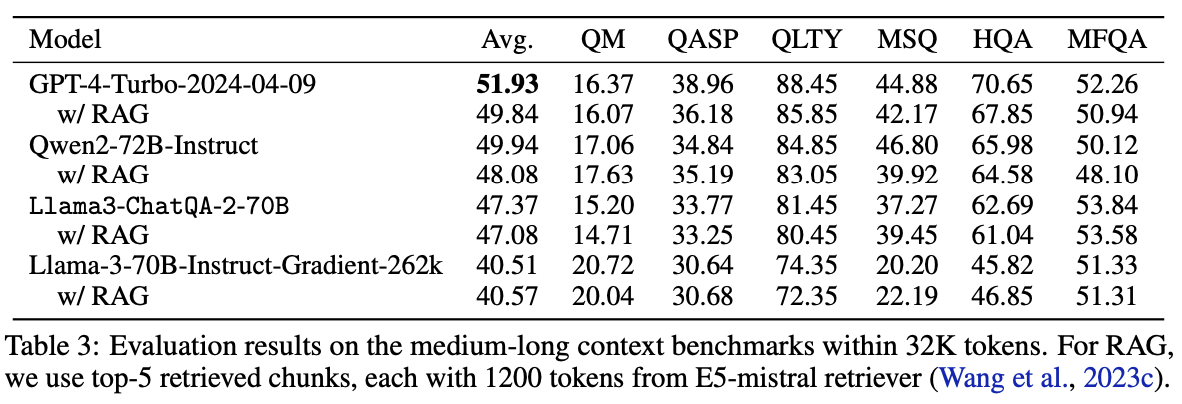 Model Avg. QM QASP QLTY MSQ HQA MFQA
GPT-4-Turbo-2024-04-09 51.93 16.37 38.96 88.45 44.88 70.65 52.26
w/ RAG 49.84 16.07 36.18 85.85 42.17 67.85 50.94
Qwen2-72B-Instruct 49.94 17.06 34.84 84.85 46.80 65.98 50.12
w/ RAG 48.08 17.63 35.19 83.05 39.92 64.58 48.10
Llama3-ChatQA-2-70B 47.37 15.20 33.77 81.45 37.27 62.69 53.84
w/ RAG 47.08 14.71 33.25 80.45 39.45 61.04 53.58
Llama-3-70B-Instruct-Gradient-262k 40.51 20.72 30.64 74.35 20.20 45.82 51.33
w/ RAG 40.57 20.04 30.68 72.35 22.19 46.85 51.31
Table 3: Evaluation results on the medium-long context benchmarks within 32K tokens. For RAG,
we use top-5 retrieved chunks, each with 1200 tokens from E5-mistral retriever (Wang et al., 2023c).